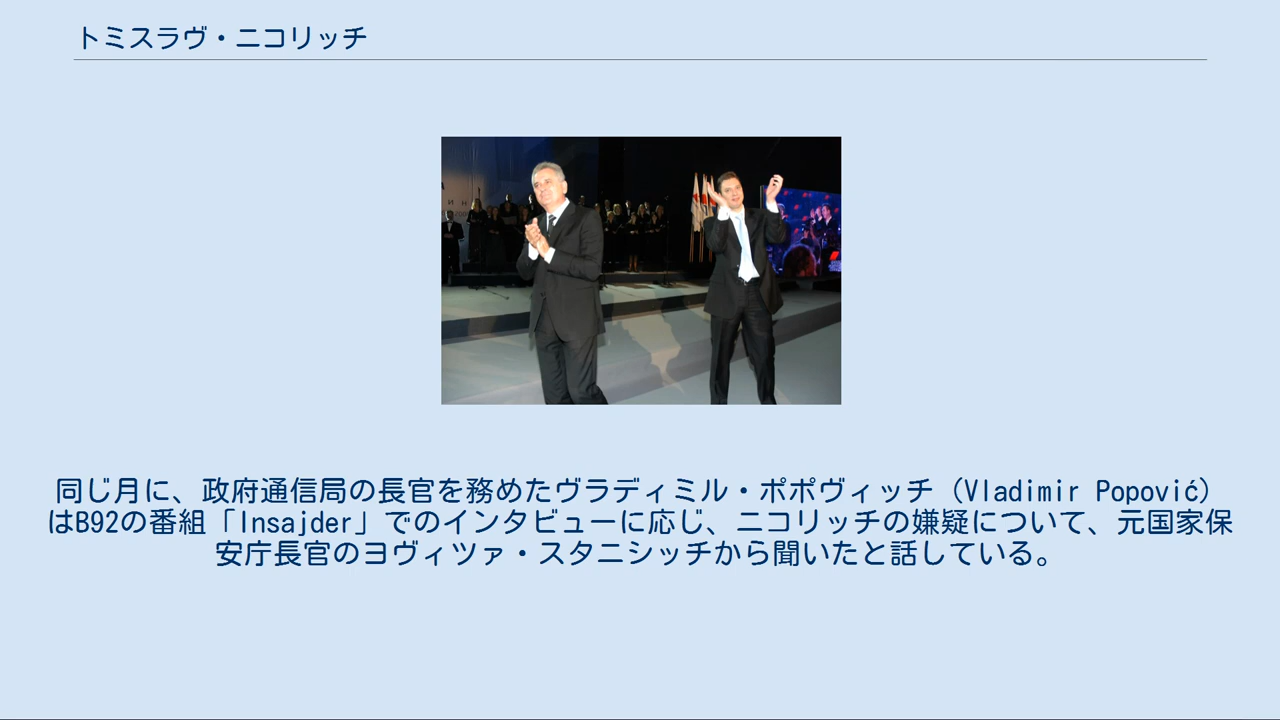 トミスラヴ・ニコリッチ
同じ月に、政府通信局の長官を務めたヴラディミル・ポポヴィッチ（Vladimir Popović）
はB92の番組「Insajder」でのインタビューに応じ、ニコリッチの嫌疑について、元国家保
安庁長官のヨヴィツァ・スタニシッチから聞いたと話している。